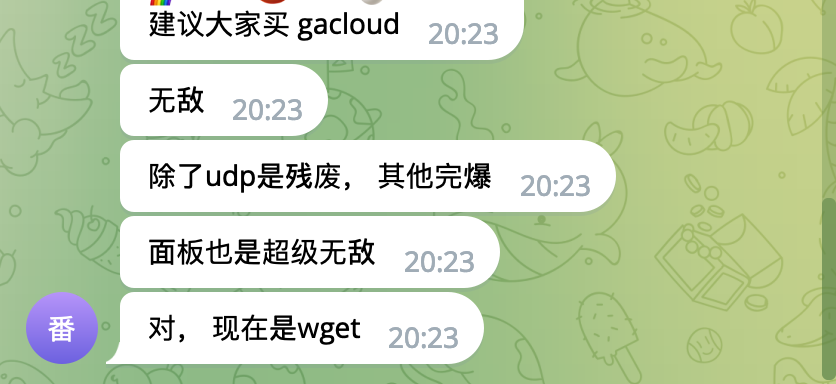 建议大家买 gacloud 20:23
无敌 20:23
除了udp是残废， 其他完爆 20:23
面板也是超级无敌 20:23
番 对， 现在是wget 20:23